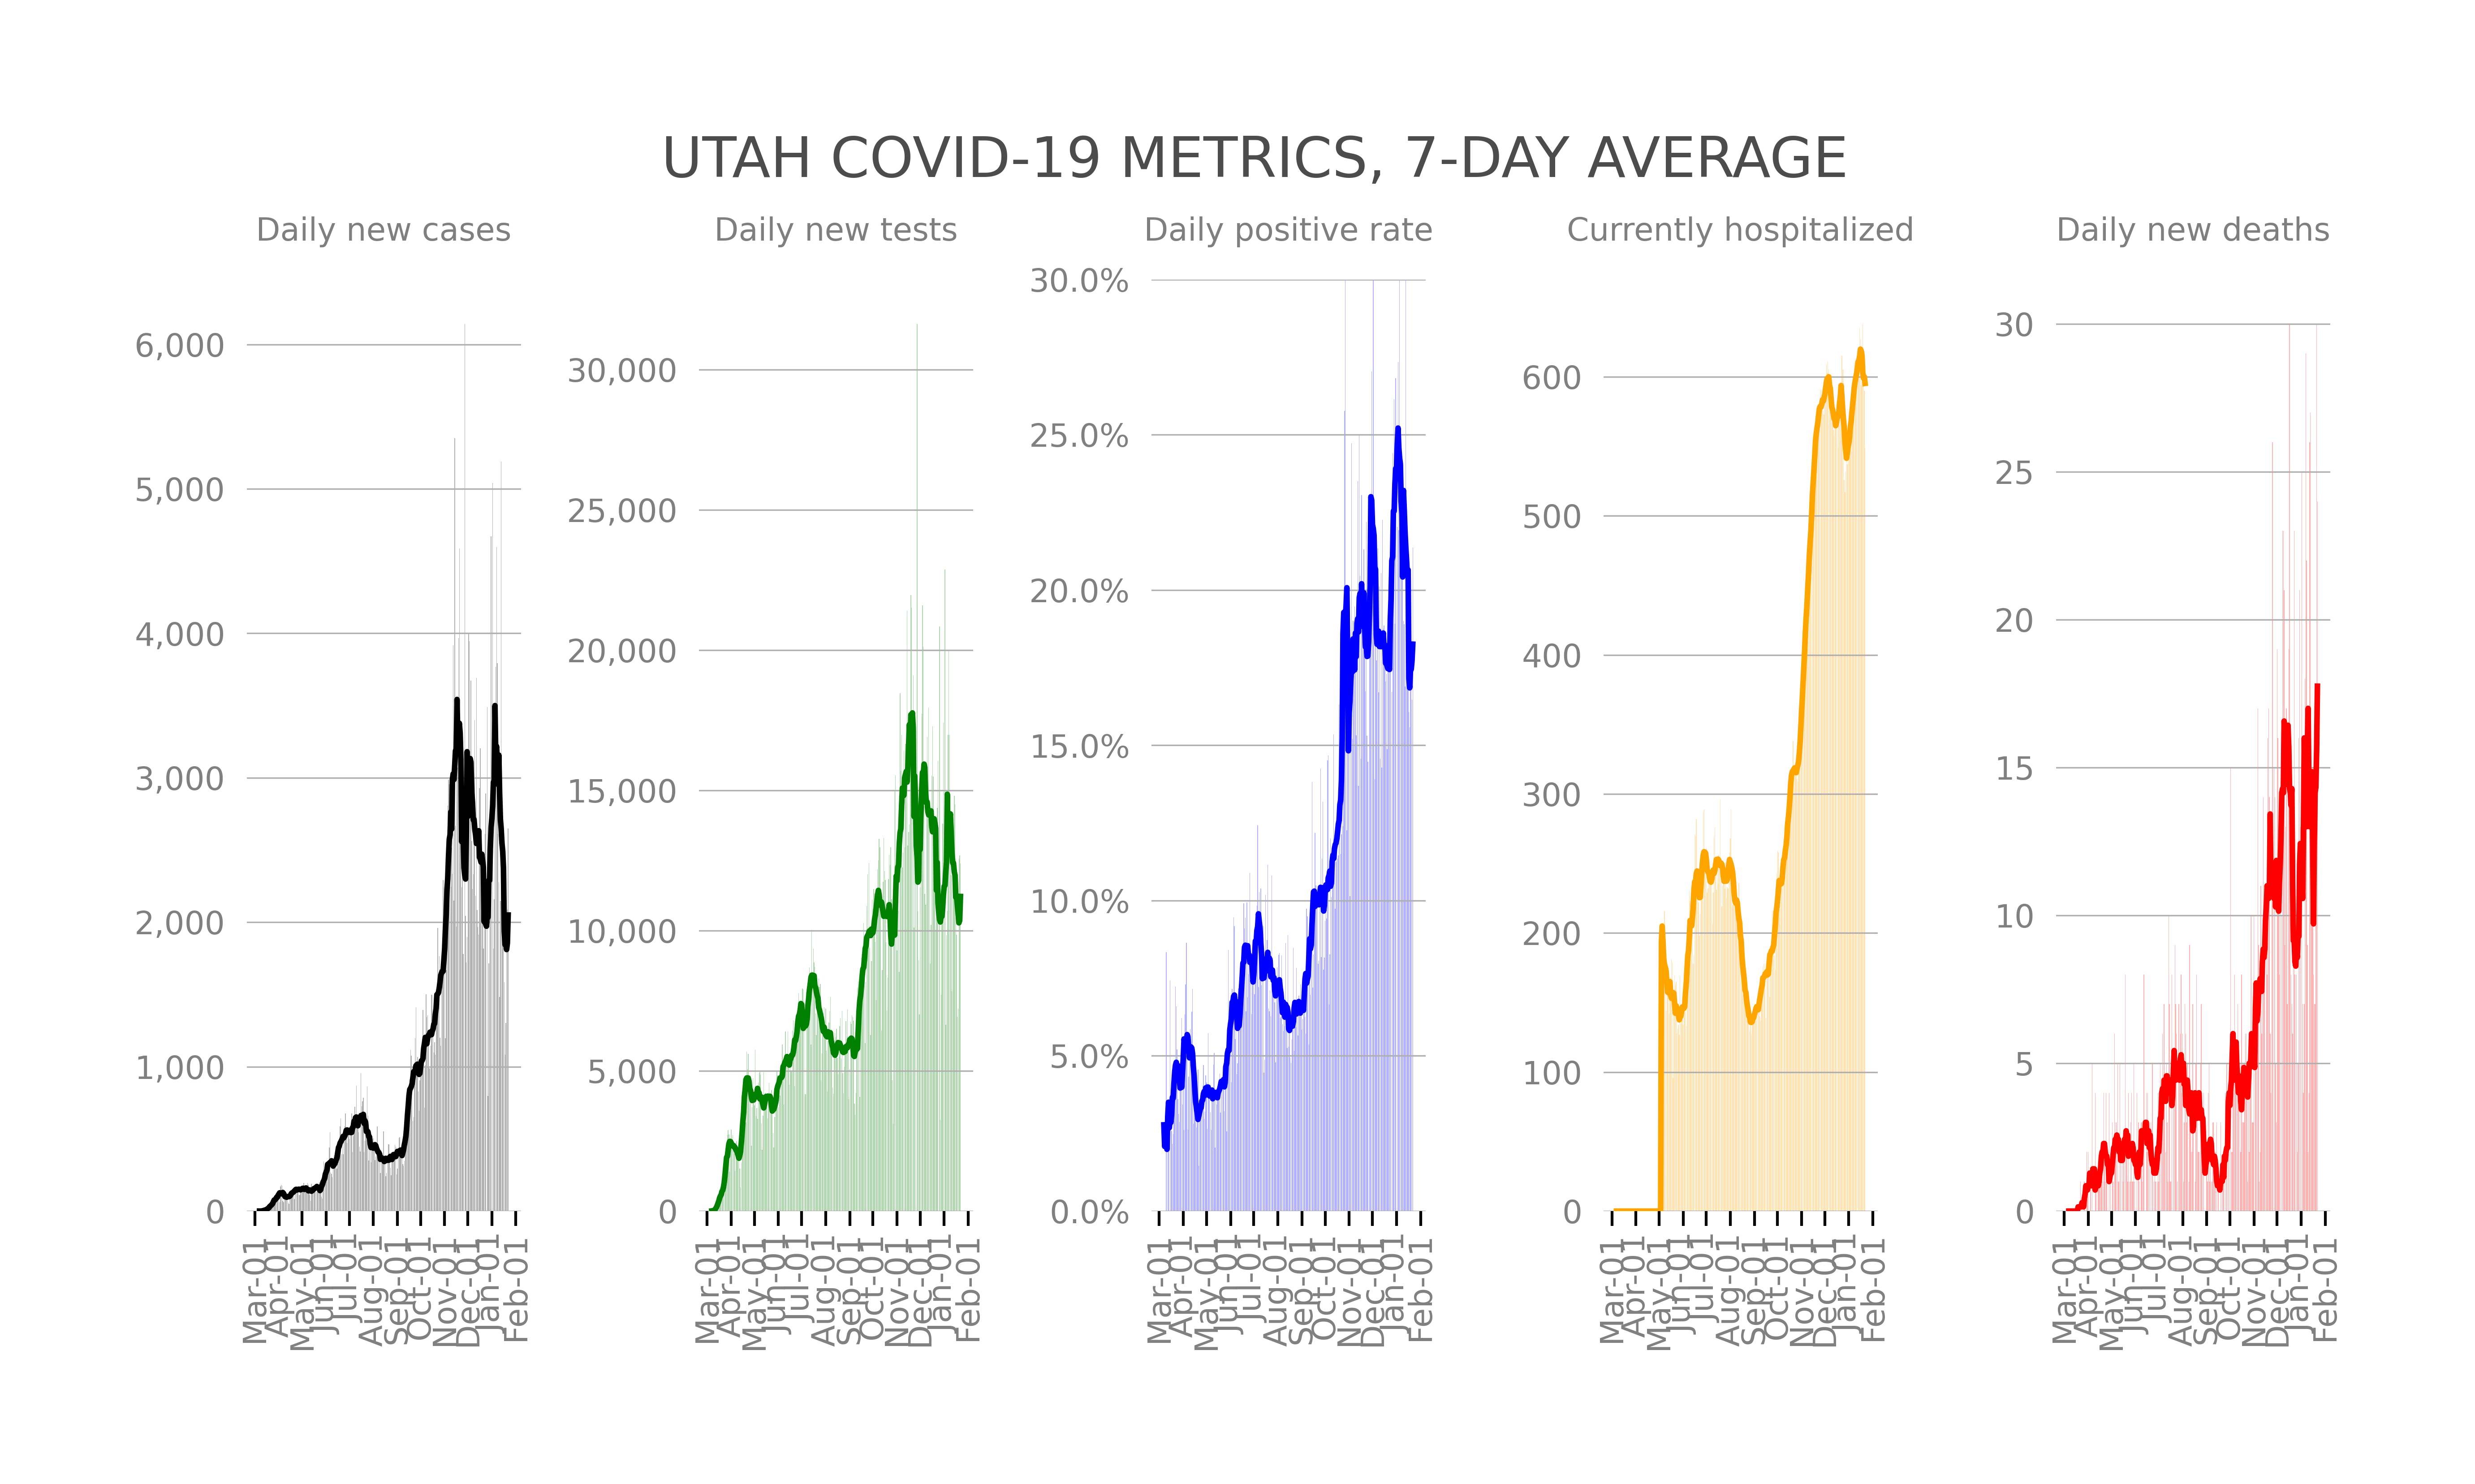 UTAH COVID-19 METRICS, 7-DAY AVERAGE
Daily new cases
6,000
5,000
4,000
3,000
2,000
1,000
0
Mar-01
Apr-01
May-01
Jun-01
Jul-01
Aug-01
Sep-01
Oct-01
Nov-01
Dec-01
Jan-01
Feb-01
Daily new tests
30,000
25,000
20,000
15,000
10,000
5,000
0
Mar-01
Apr-01
May-01
Jun-01
Jul-01
Aug-01
Sep-01
Oct-01
Nov-01
Dec-01
Jan-01
Feb-01
Daily positive rate
30.0%
25.0%
20.0%
15.0%
10.0%
5.0%
0.0%
Mar-01
Apr-01
May-01
Jun-01
Jul-01
Aug-01
Sep-01
Oct-01
Nov-01
Dec-01
Jan-01
Feb-01
Currently hospitalized
600
500
400
300
200
100
0
Mar-01
Apr-01
May-01
Jun-01
Jul-01
Aug-01
Sep-01
Oct-01
Nov-01
Dec-01
Jan-01
Feb-01
Daily new deaths
30
25
20
15
10
5
0
Mar-01
Apr-01
May-01
Jun-01
Jul-01
Aug-01
Sep-01
Oct-01
Nov-01
Dec-01
Jan-01
Feb-01